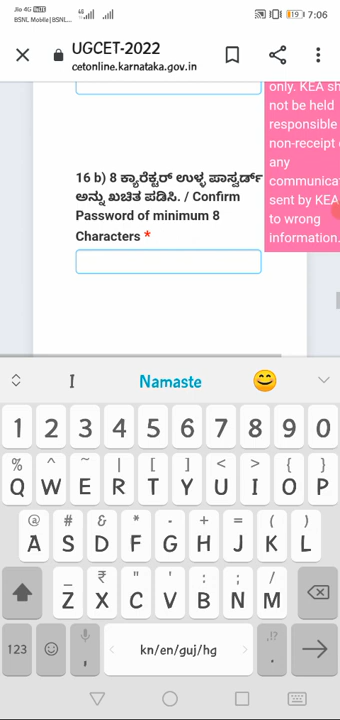 Jio 4G VoLTE
BSNL Mobile|BSNL...
4G
19
7:06
UGCET-2022
cetonline.karnataka.gov.in
only. KEA sh
not be held
responsible
non-receipt
any
communica
sent by KEA
to wrong
information.
16 b) 8 ಕ್ಯಾರೆಕ್ಟರ್ ಉಳ್ಳ ಪಾಸ್ವರ್ಡ್
ಅನ್ನು ಖಚಿತ ಪಡಿಸಿ. / Confirm
Password of minimum 8
Characters *
I Namaste
1 2 3 4 5 6 7 8 9 0
% ^ ~ | [ ] < > { }
Q W E R T Y U I O P
@ # & * - + = ( )
A S D F G H J K L
_ ₹ " ' : ; /
Z X C V B N M
123 , kn/en/guj/hg ,!? .